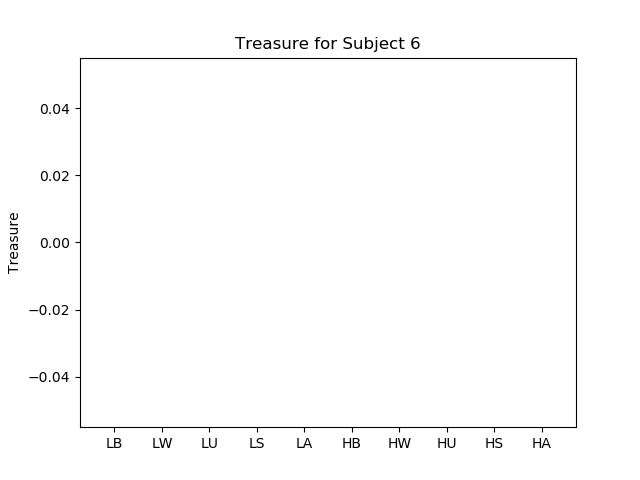 Treasure for Subject 6
Treasure
0.04
0.02
0.00
−0.02
−0.04
LB LW LU LS LA HB HW HU HS HA